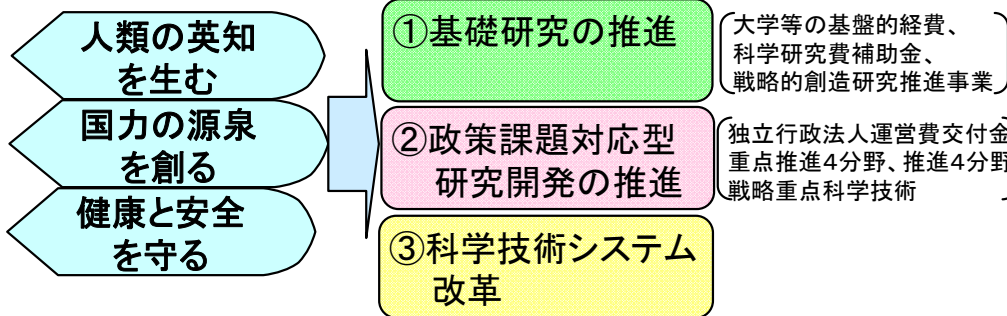 人類の英知
を生む
国力の源泉
を創る
健康と安全
を守る
①基礎研究の推進
大学等の基盤的経費、
科学研究費補助金、
戦略的創造研究推進事業
②政策課題対応型
研究開発の推進
独立行政法人運営費交付金
重点推進4分野、推進4分野
戦略重点科学技術
③科学技術システム
改革